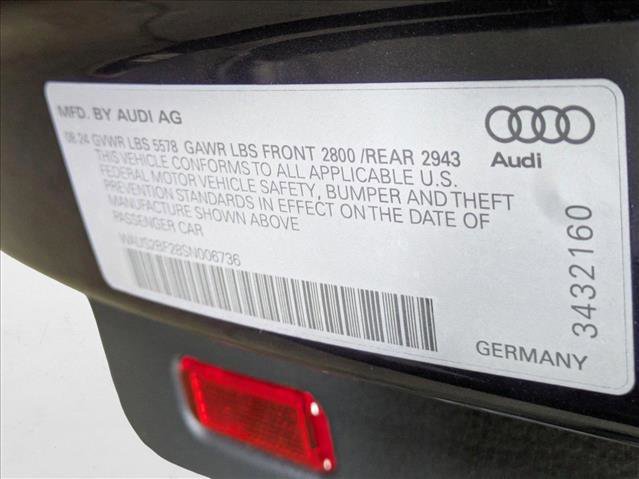 MFD. BY AUDI AG
08.24 GVWR LBS 5578 GAWR LBS FRONT 2800 /REAR 2943
THIS VEHICLE CONFORMS TO ALL APPLICABLE U.S.
FEDERAL MOTOR VEHICLE SAFETY, BUMPER AND THEFT
PREVENTION STANDARDS IN EFFECT ON THE DATE OF
MANUFACTURE SHOWN ABOVE
PASSENGER CAR
Audi
3432160
GERMANY